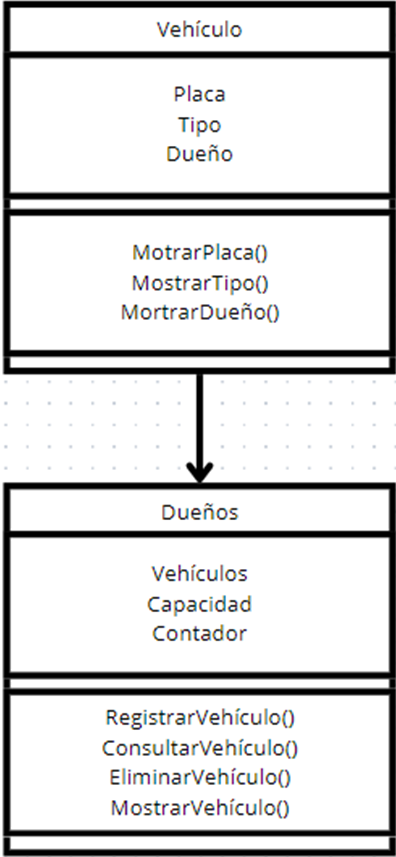 Vehículo
Placa
Tipo
Dueño
MotrarPlaca()
MostrarTipo()
MortrarDueño()
Dueños
Vehículos
Capacidad
Contador
RegistrarVehículo()
ConsultarVehículo()
EliminarVehículo()
MostrarVehículo()